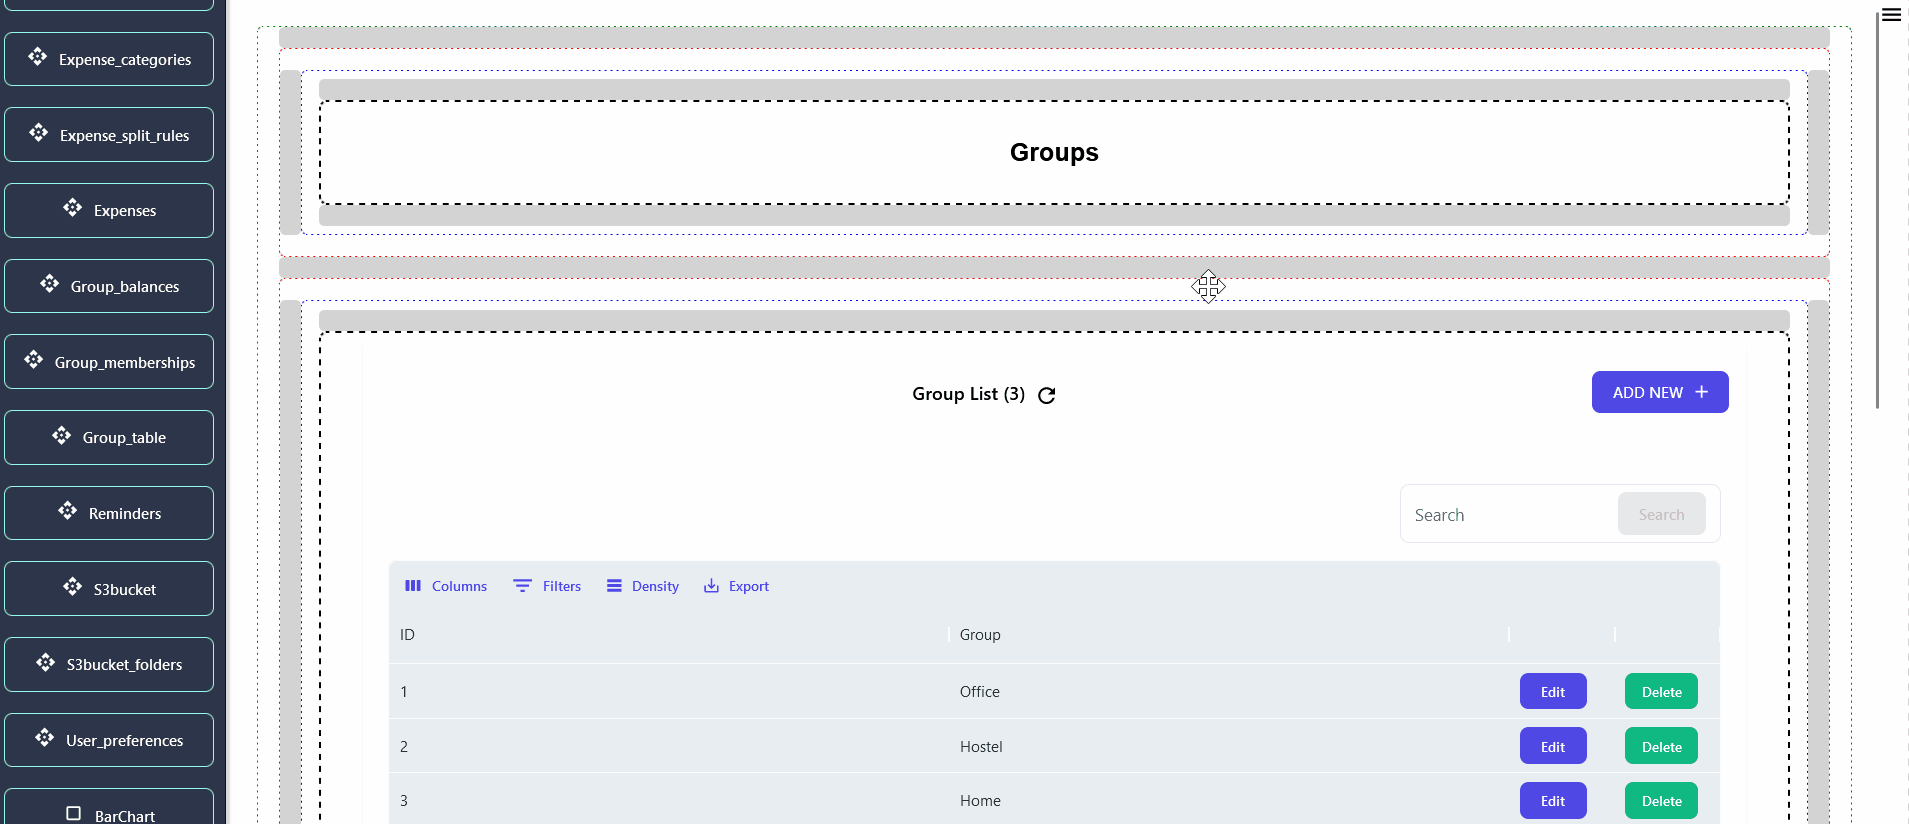 Expense_categories
Expense_split_rules
Expenses
Group_balances
Group_memberships
Group_table
Reminders
S3bucket
S3bucket_folders
User_preferences
BarChart
Groups
Group List (3)
ADD NEW +
Search Search
Columns Filters Density Export
ID Group
1 Office Edit Delete
2 Hostel Edit Delete
3 Home Edit Delete